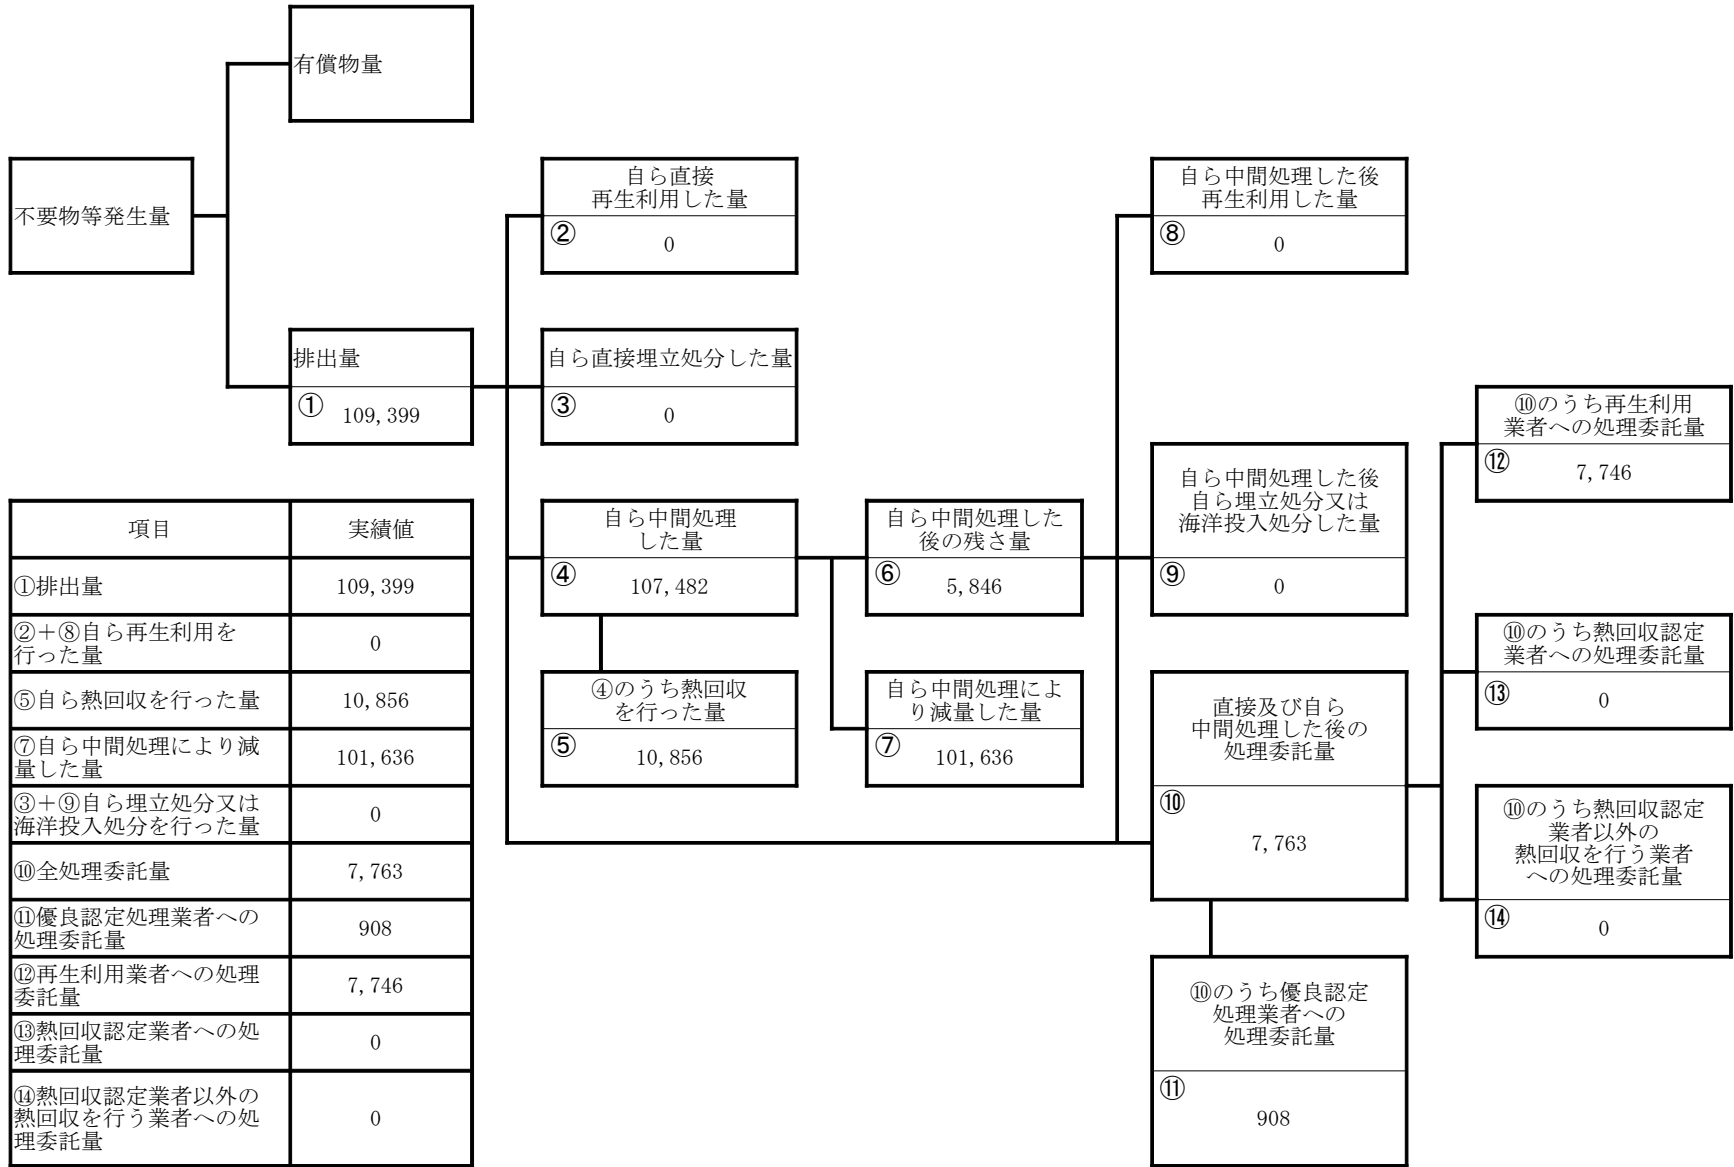 有償物量
不要物等発生量
排出量
① 109,399
自ら直接
再生利用した量
② 0
自ら直接埋立処分した量
③ 0
自ら中間処理
した量
④ 107,482
④のうち熱回収
を行った量
⑤ 10,856
自ら中間処理した
後の残さ量
⑥ 5,846
自ら中間処理によ
り減量した量
⑦ 101,636
自ら中間処理した後
再生利用した量
⑧ 0
自ら中間処理した後
自ら埋立処分又は
海洋投入処分した量
⑨ 0
直接及び自ら
中間処理した後の
処理委託量
⑩
7,763
⑩のうち優良認定
処理業者への
処理委託量
⑪
908
⑩のうち再生利用
業者への処理委託量
⑫ 7,746
⑩のうち熱回収認定
業者への処理委託量
⑬ 0
⑩のうち熱回収認定
業者以外の
熱回収を行う業者
への処理委託量
⑭ 0
項目 実績値
①排出量 109,399
②+⑧自ら再生利用を
行った量 0
⑤自ら熱回収を行った量 10,856
⑦自ら中間処理により減
量した量 101,636
③+⑨自ら埋立処分又は
海洋投入処分を行った量 0
⑩全処理委託量 7,763
⑪優良認定処理業者への
処理委託量 908
⑫再生利用業者への処理
委託量 7,746
⑬熱回収認定業者への処
理委託量 0
⑭熱回収認定業者以外の
熱回収を行う業者への処
理委託量 0